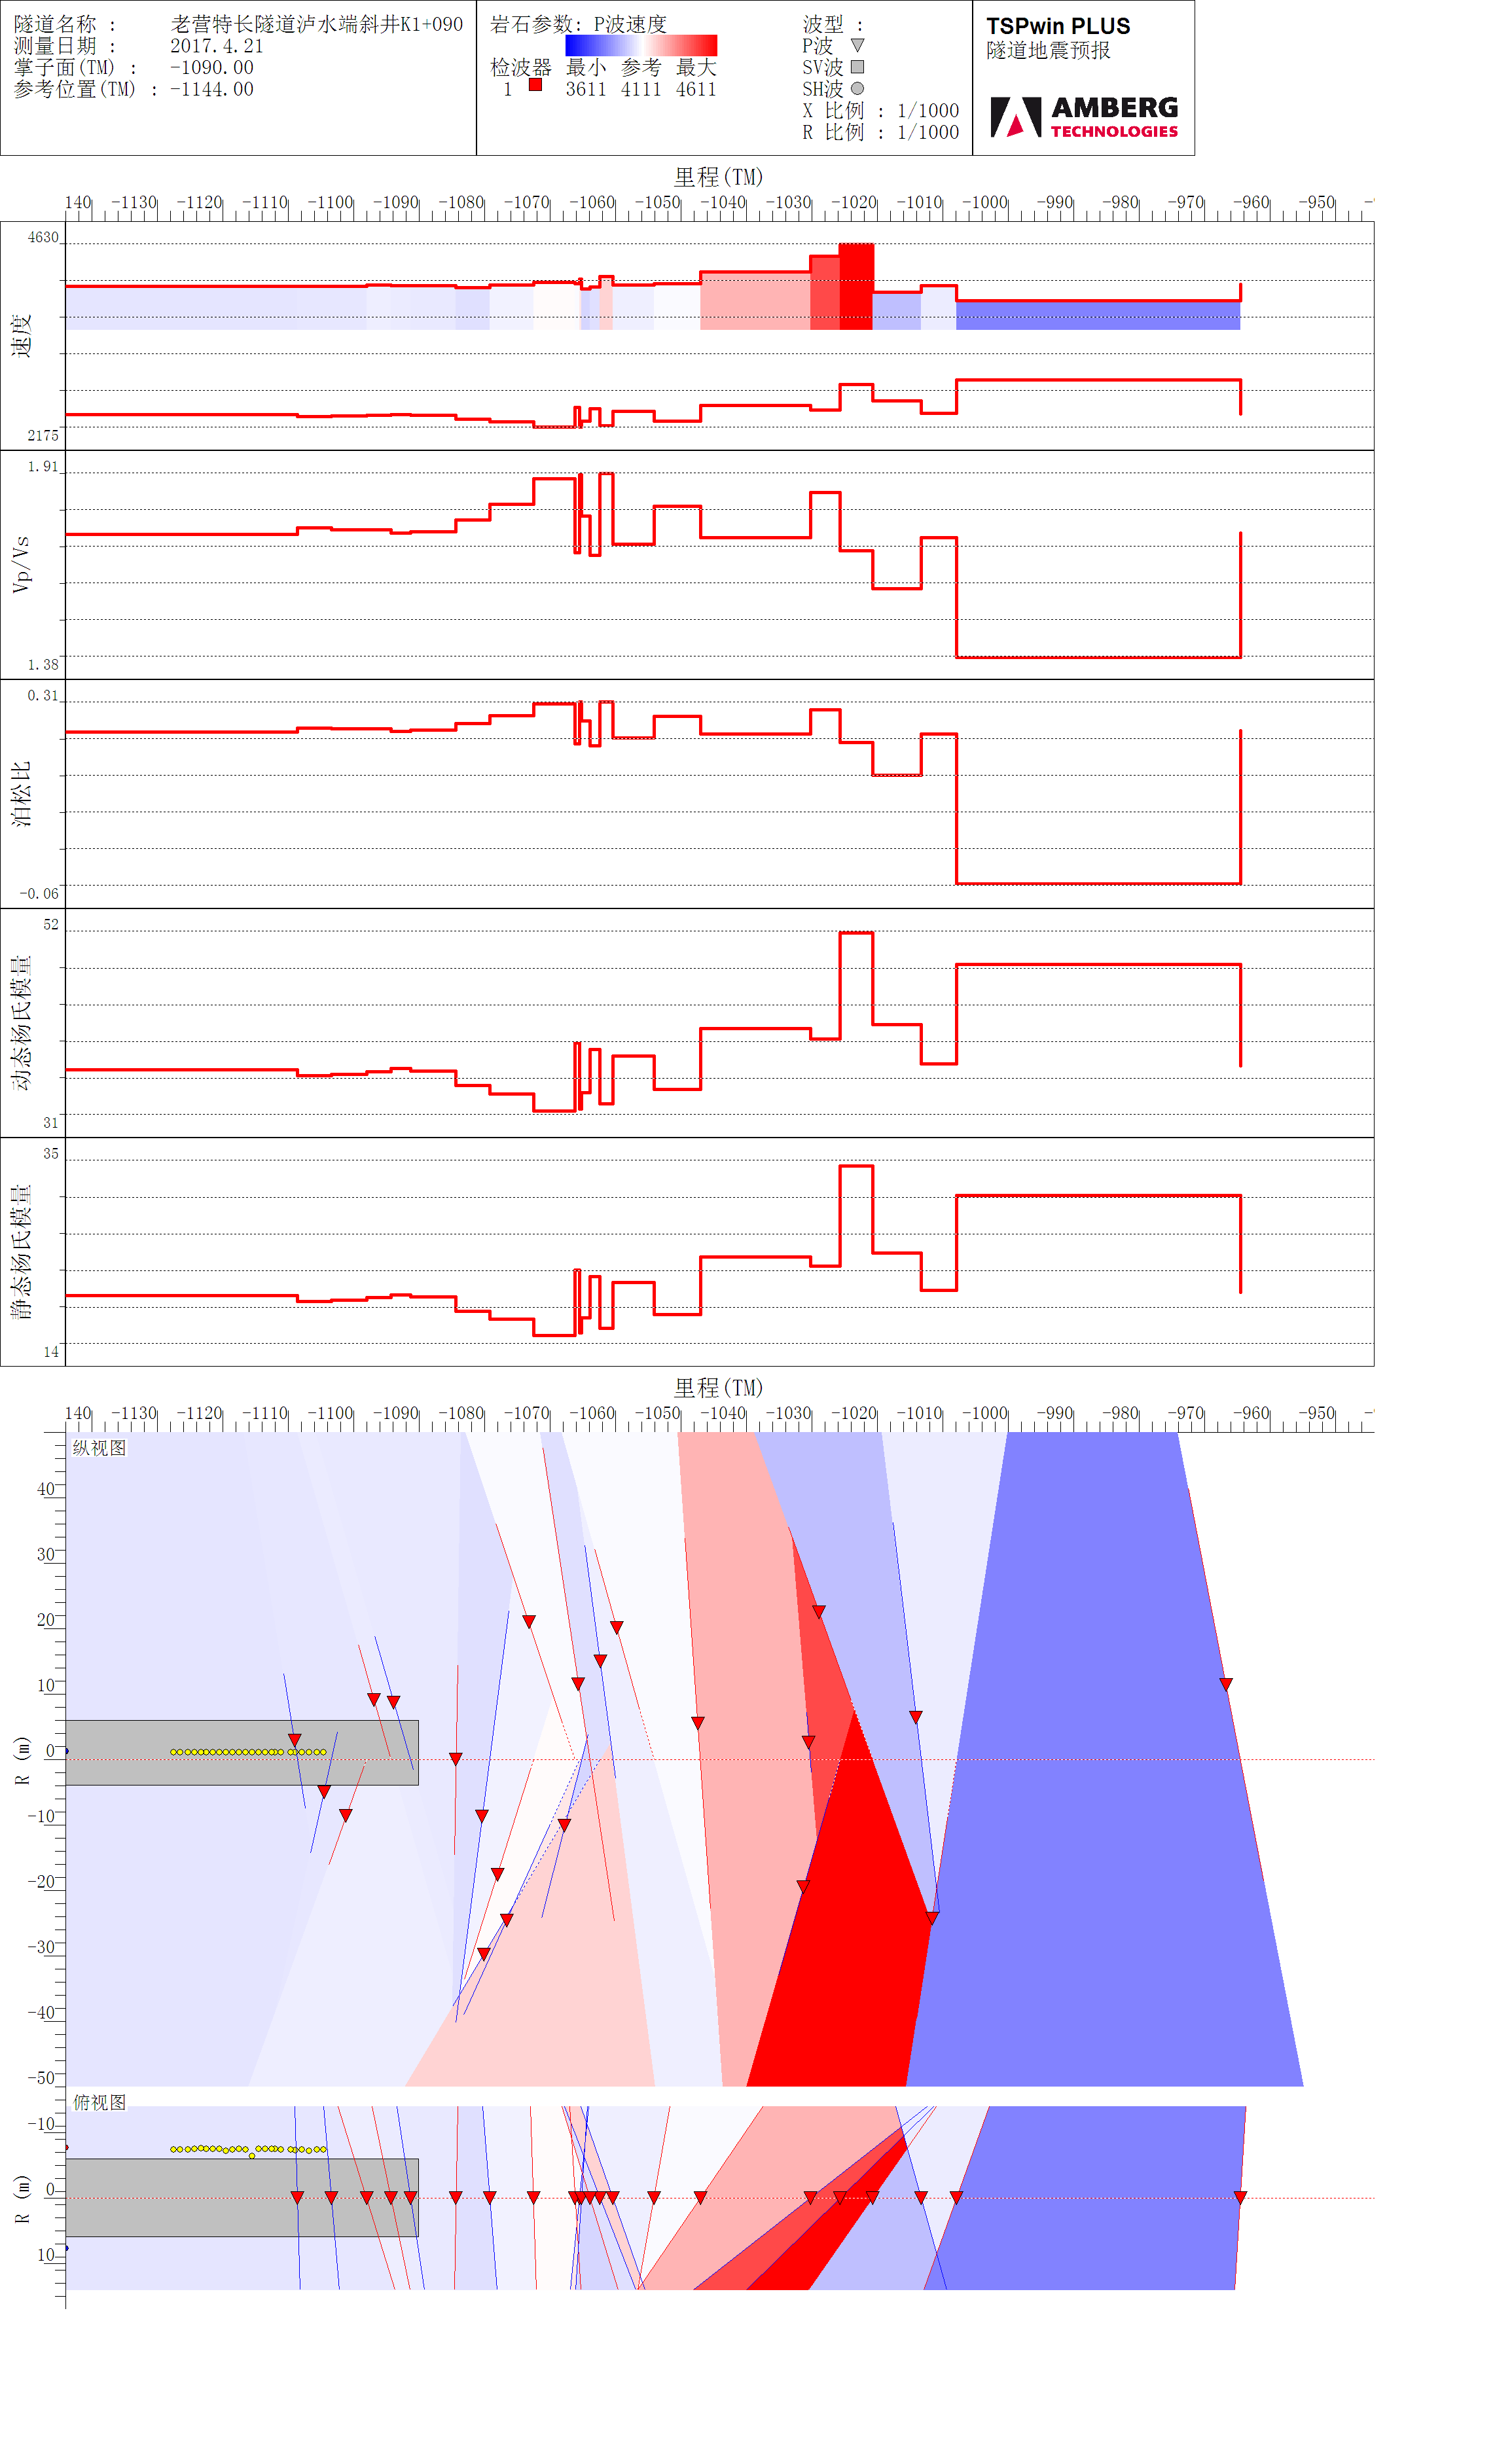 隧道名称 : 老营特长隧道泸水端斜井K1+090
测量日期 : 2017.4.21
掌子面(TM) : -1090.00
参考位置(TM) : -1144.00
岩石参数: P波速度
检波器 最小 参考 最大
1 3611 4111 4611
波型 :
P波
SV波
SH波
X 比例 : 1/1000
R 比例 : 1/1000
TSPwin PLUS
隧道地震预报
AMBERG
TECHNOLOGIES
里程(TM)
140 -1130 -1120 -1110 -1100 -1090 -1080 -1070 -1060 -1050 -1040 -1030 -1020 -1010 -1000 -990 -980 -970 -960 -950
4630
速度
2175
1.91
Vp/Vs
1.38
0.31
泊松比
-0.06
52
动态杨氏模量
31
35
静态杨氏模量
14
里程(TM)
140 -1130 -1120 -1110 -1100 -1090 -1080 -1070 -1060 -1050 -1040 -1030 -1020 -1010 -1000 -990 -980 -970 -960 -950
纵视图
40
30
20
10
0
R (m)
-10
-20
-30
-40
-50
俯视图
-10
0
R (m)
10